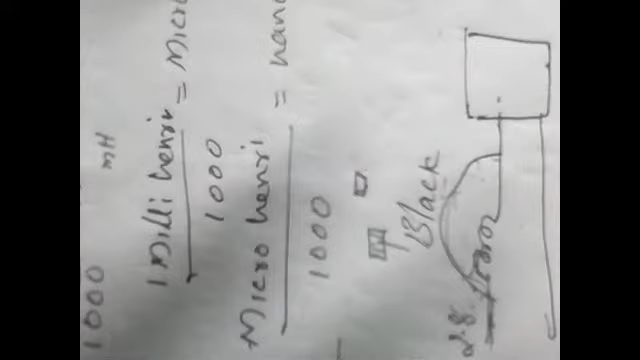 1000 mH
1 Milli henri = Micro
1000
Micro henri = nano
1000
Black
2.8